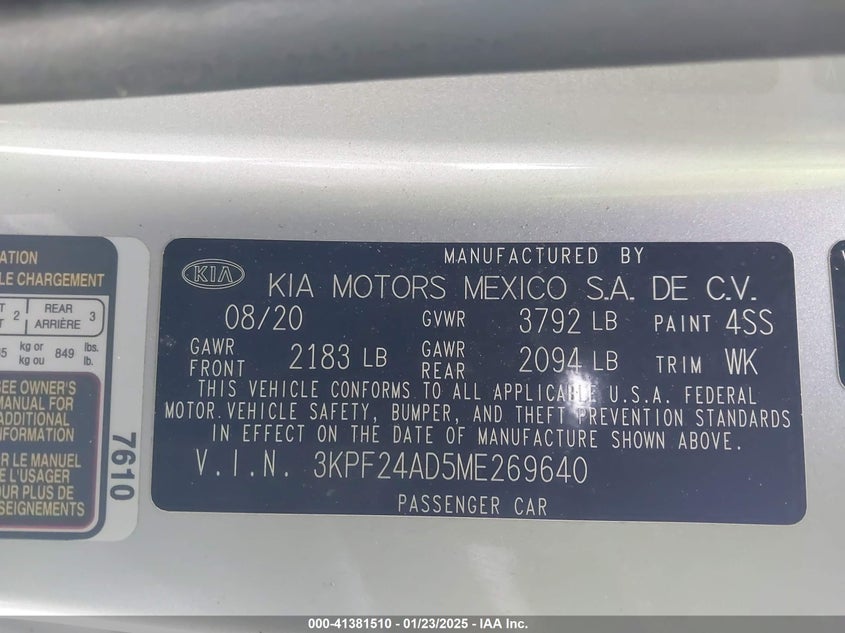 ATION
LE CHARGEMENT
2 REAR 3
ARRIÈRE
kg or lbs.
kg ou 849 lb.
SEE OWNER'S
MANUAL FOR
ADDITIONAL
INFORMATION
R LE MANUEL
L'USAGER
OUR PLUS DE
SEIGNEMENTS
7610
MANUFACTURED BY
KIA KIA MOTORS MEXICO S.A. DE C.V.
08/20 GVWR 3792 LB PAINT 4SS
GAWR FRONT 2183 LB GAWR REAR 2094 LB TRIM WK
THIS VEHICLE CONFORMS TO ALL APPLICABLE U.S.A. FEDERAL
MOTOR VEHICLE SAFETY, BUMPER, AND THEFT PREVENTION STANDARDS
IN EFFECT ON THE DATE OF MANUFACTURE SHOWN ABOVE.
V.I.N. 3KPF24AD5ME269640
PASSENGER CAR
000-41381510 - 01/23/2025 - IAA Inc.